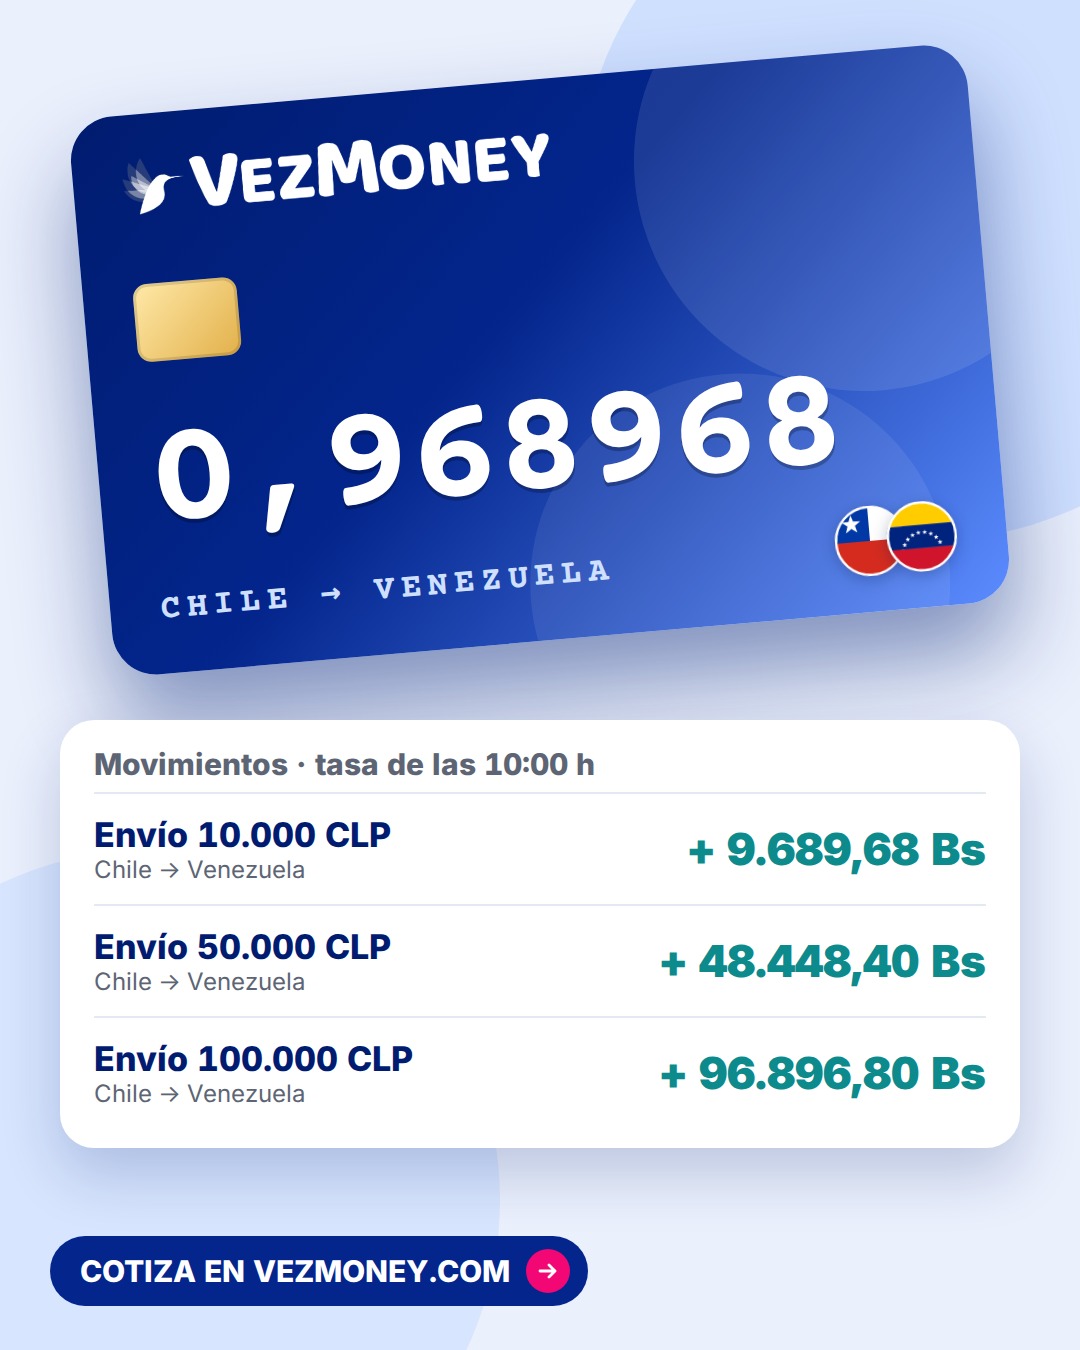 VEZMONEY
0,968968
CHILE → VENEZUELA
Movimientos · tasa de las 10:00 h
Envío 10.000 CLP
Chile → Venezuela
+ 9.689,68 Bs
Envío 50.000 CLP
Chile → Venezuela
+ 48.448,40 Bs
Envío 100.000 CLP
Chile → Venezuela
+ 96.896,80 Bs
COTIZA EN VEZMONEY.COM →